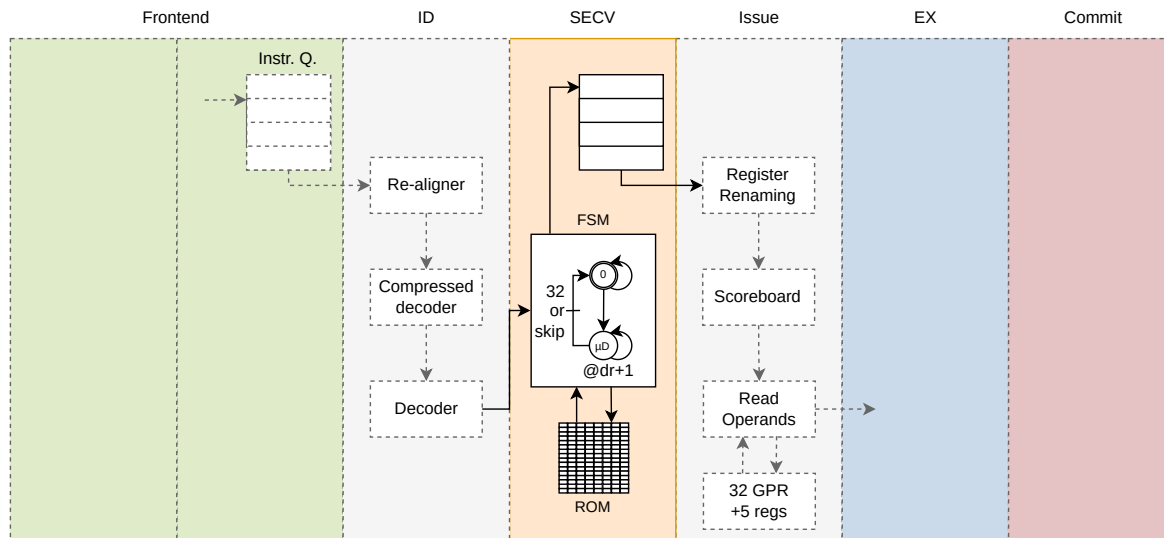 Frontend
ID
SECV
Issue
EX
Commit
Instr. Q.
Re-aligner
Compressed
decoder
Decoder
FSM
0
32
or
skip
µD
@dr+1
ROM
Register
Renaming
Scoreboard
Read
Operands
32 GPR
+5 regs